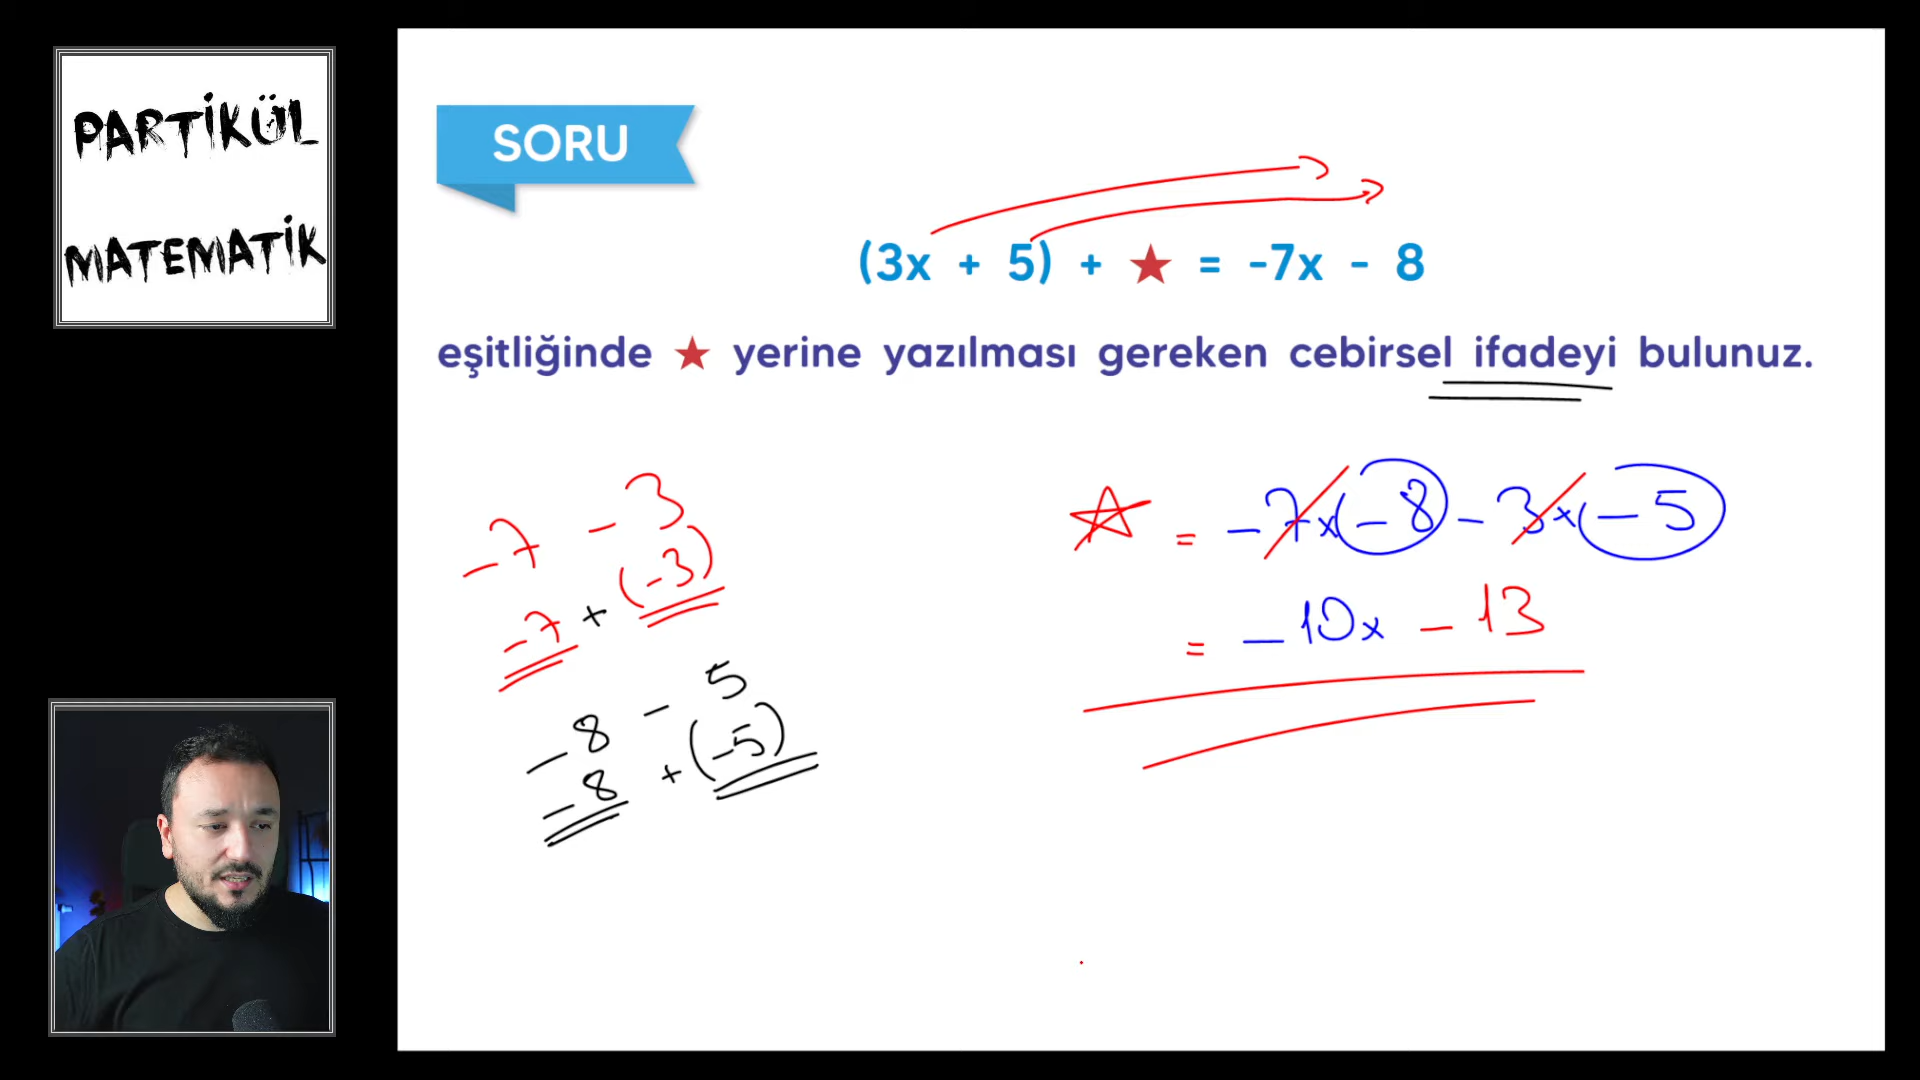 PARTİKÜL
MATEMATİK
SORU
(3x + 5) + ★ = -7x - 8
eşitliğinde ★ yerine yazılması gereken cebirsel ifadeyi bulunuz.
-7 - 3
-7 + (-3)
-8 - 5
-8 + (-5)
☆ = -7x -8 -3x -5
= -10x - 13